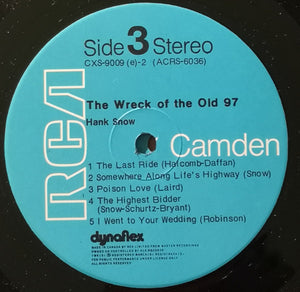 Side 3 Stereo
CXS-9009 (e)-2 (ACRS-6036)
RCA
The Wreck of the Old 97
Hank Snow
Camden
1 The Last Ride (Halcomb-Daffan)
2 Somewhere Along Life's Highway (Snow)
3 Poison Love (Laird)
4 The Highest Bidder
(Snow-Schurtz-Bryant)
5 I Went to Your Wedding (Robinson)
dynaflex